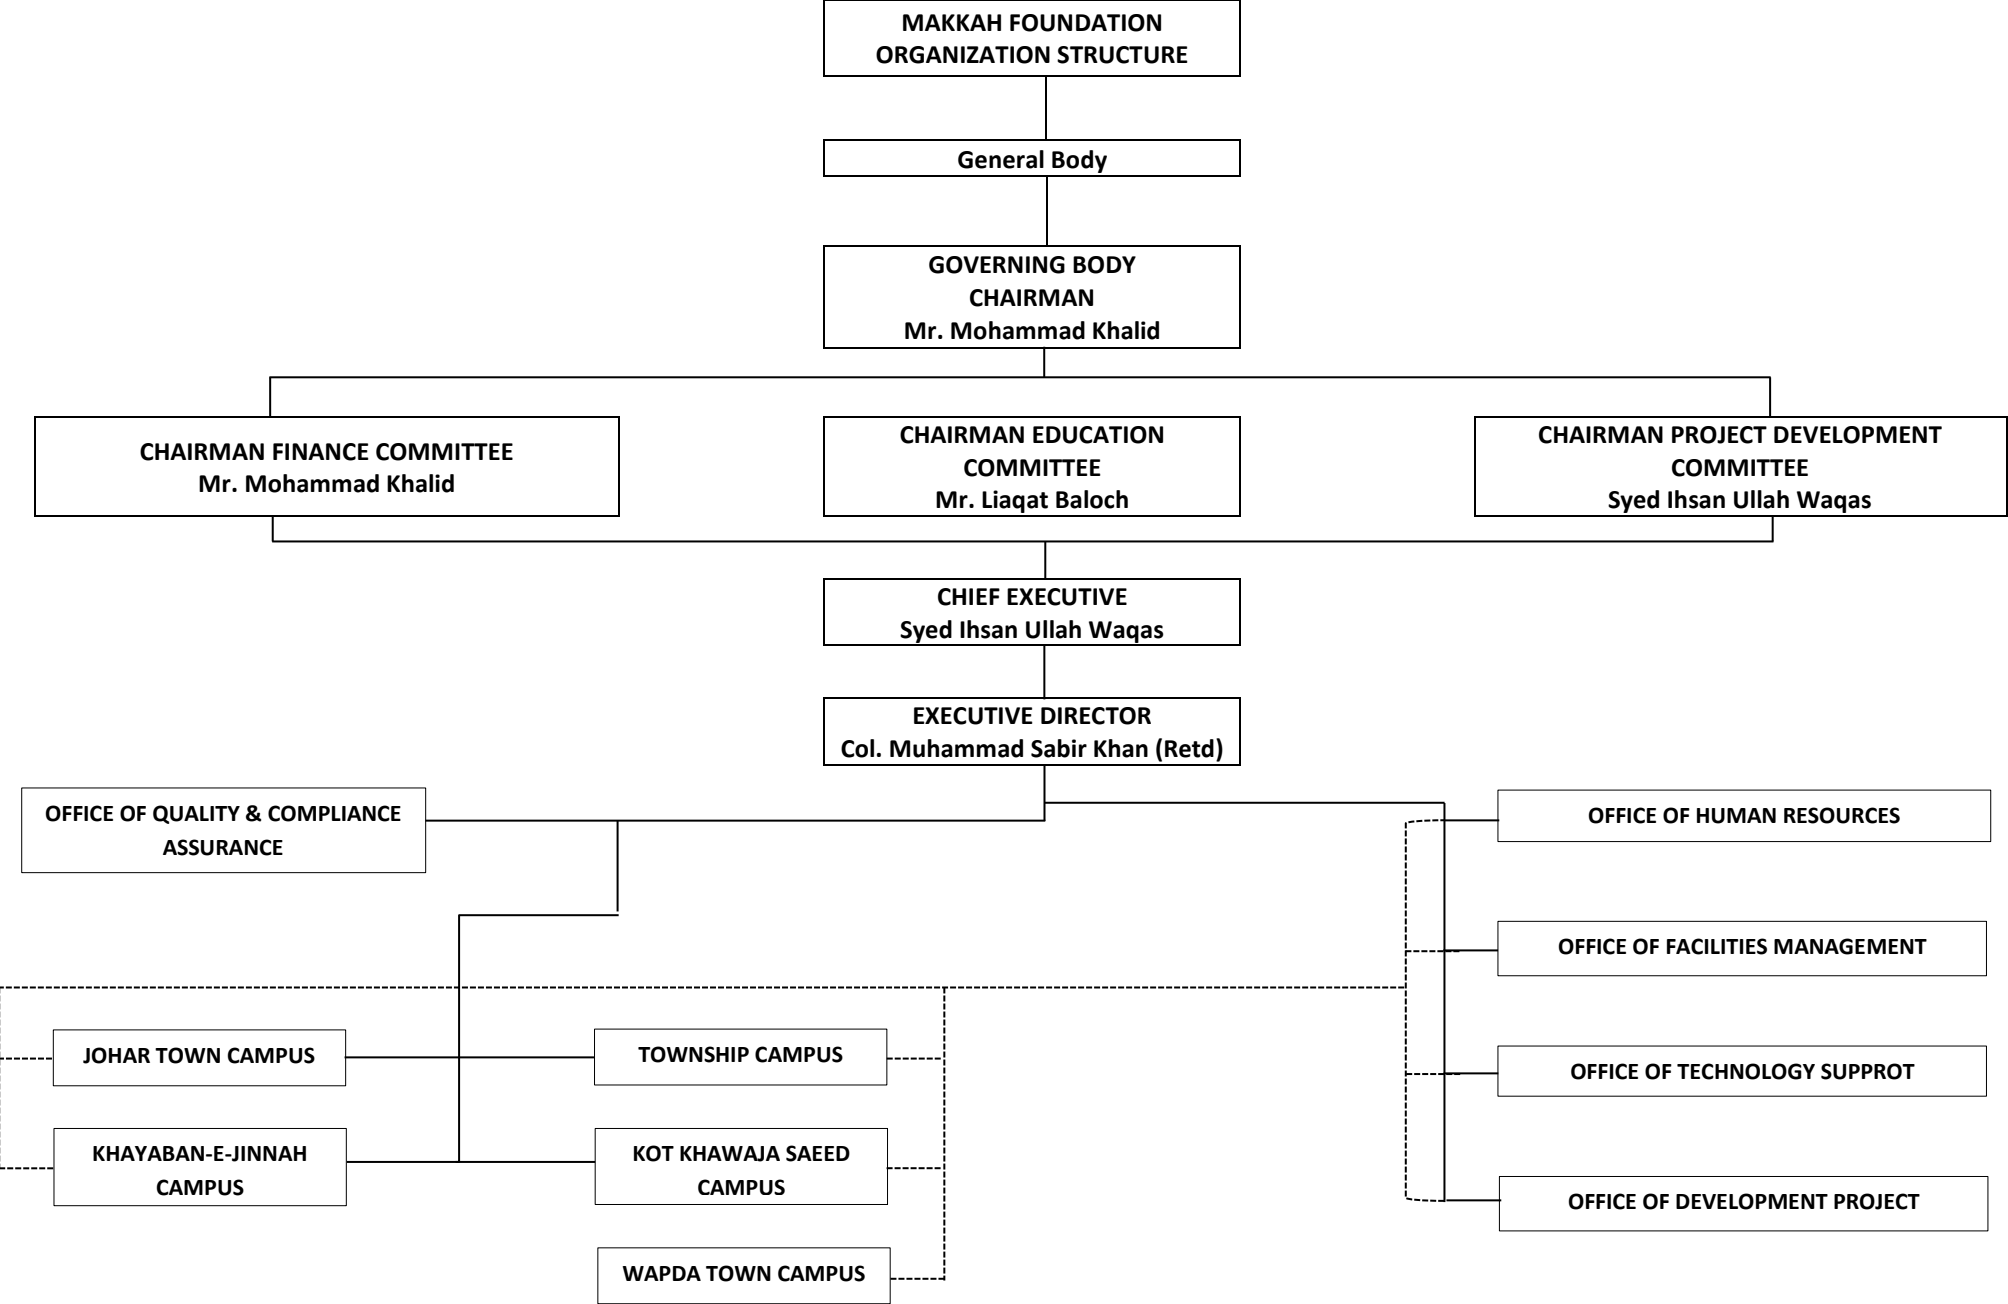 MAKKAH FOUNDATION
ORGANIZATION STRUCTURE
General Body
GOVERNING BODY
CHAIRMAN
Mr. Mohammad Khalid
CHAIRMAN FINANCE COMMITTEE
Mr. Mohammad Khalid
CHAIRMAN EDUCATION
COMMITTEE
Mr. Liaqat Baloch
CHAIRMAN PROJECT DEVELOPMENT
COMMITTEE
Syed Ihsan Ullah Waqas
CHIEF EXECUTIVE
Syed Ihsan Ullah Waqas
EXECUTIVE DIRECTOR
Col. Muhammad Sabir Khan (Retd)
OFFICE OF QUALITY & COMPLIANCE
ASSURANCE
OFFICE OF HUMAN RESOURCES
OFFICE OF FACILITIES MANAGEMENT
JOHAR TOWN CAMPUS
TOWNSHIP CAMPUS
OFFICE OF TECHNOLOGY SUPPROT
KHAYABAN-E-JINNAH
CAMPUS
KOT KHAWAJA SAEED
CAMPUS
OFFICE OF DEVELOPMENT PROJECT
WAPDA TOWN CAMPUS